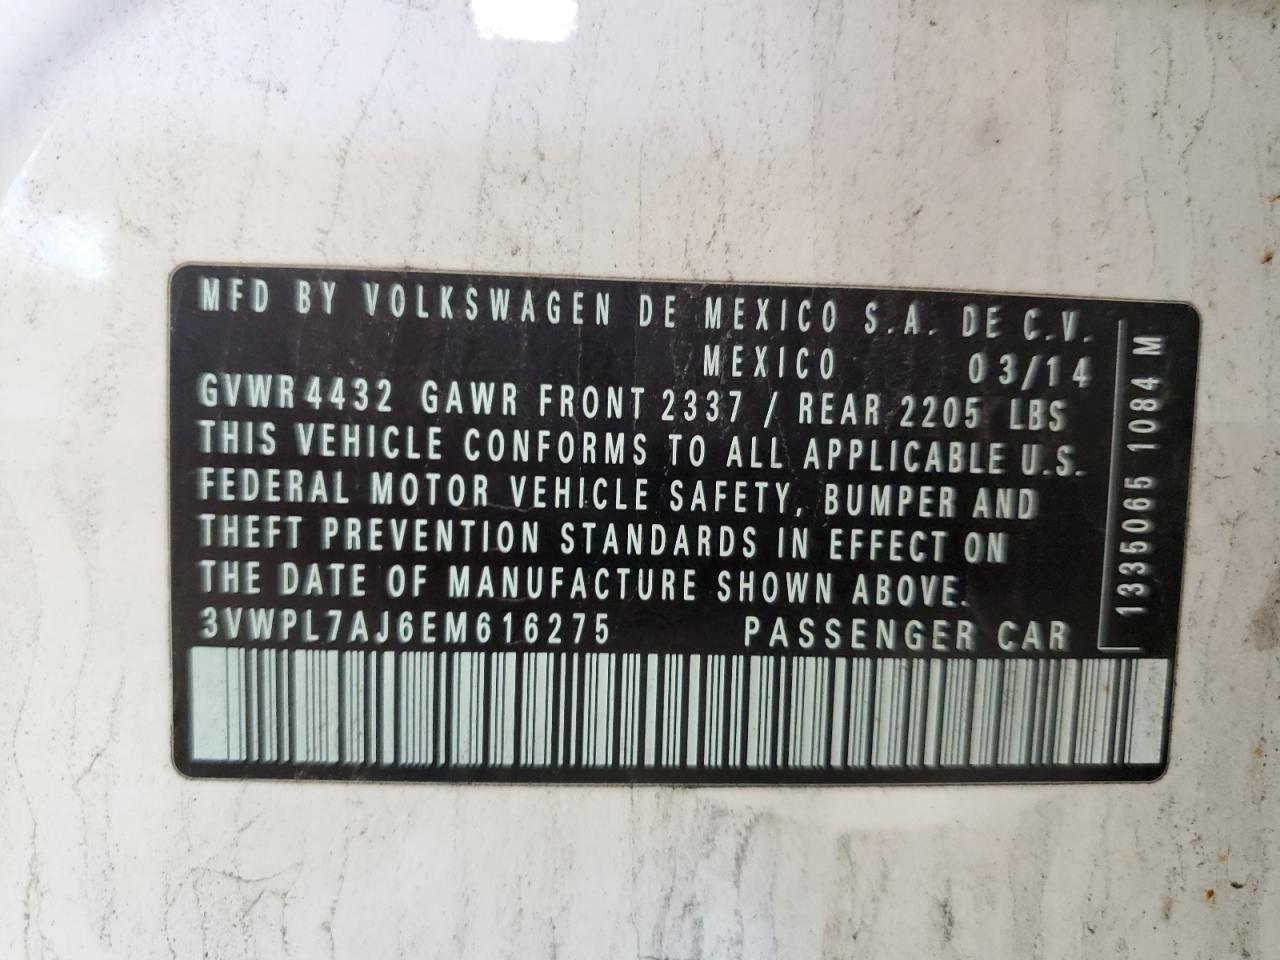 MFD BY VOLKSWAGEN DE MEXICO S.A. DE C.V.
MEXICO 03/14
GVWR 4432 GAWR FRONT 2337 / REAR 2205 LBS
THIS VEHICLE CONFORMS TO ALL APPLICABLE U.S.
FEDERAL MOTOR VEHICLE SAFETY, BUMPER AND
THEFT PREVENTION STANDARDS IN EFFECT ON
THE DATE OF MANUFACTURE SHOWN ABOVE.
3VWPL7AJ6EM616275 PASSENGER CAR
1335065 1084 M